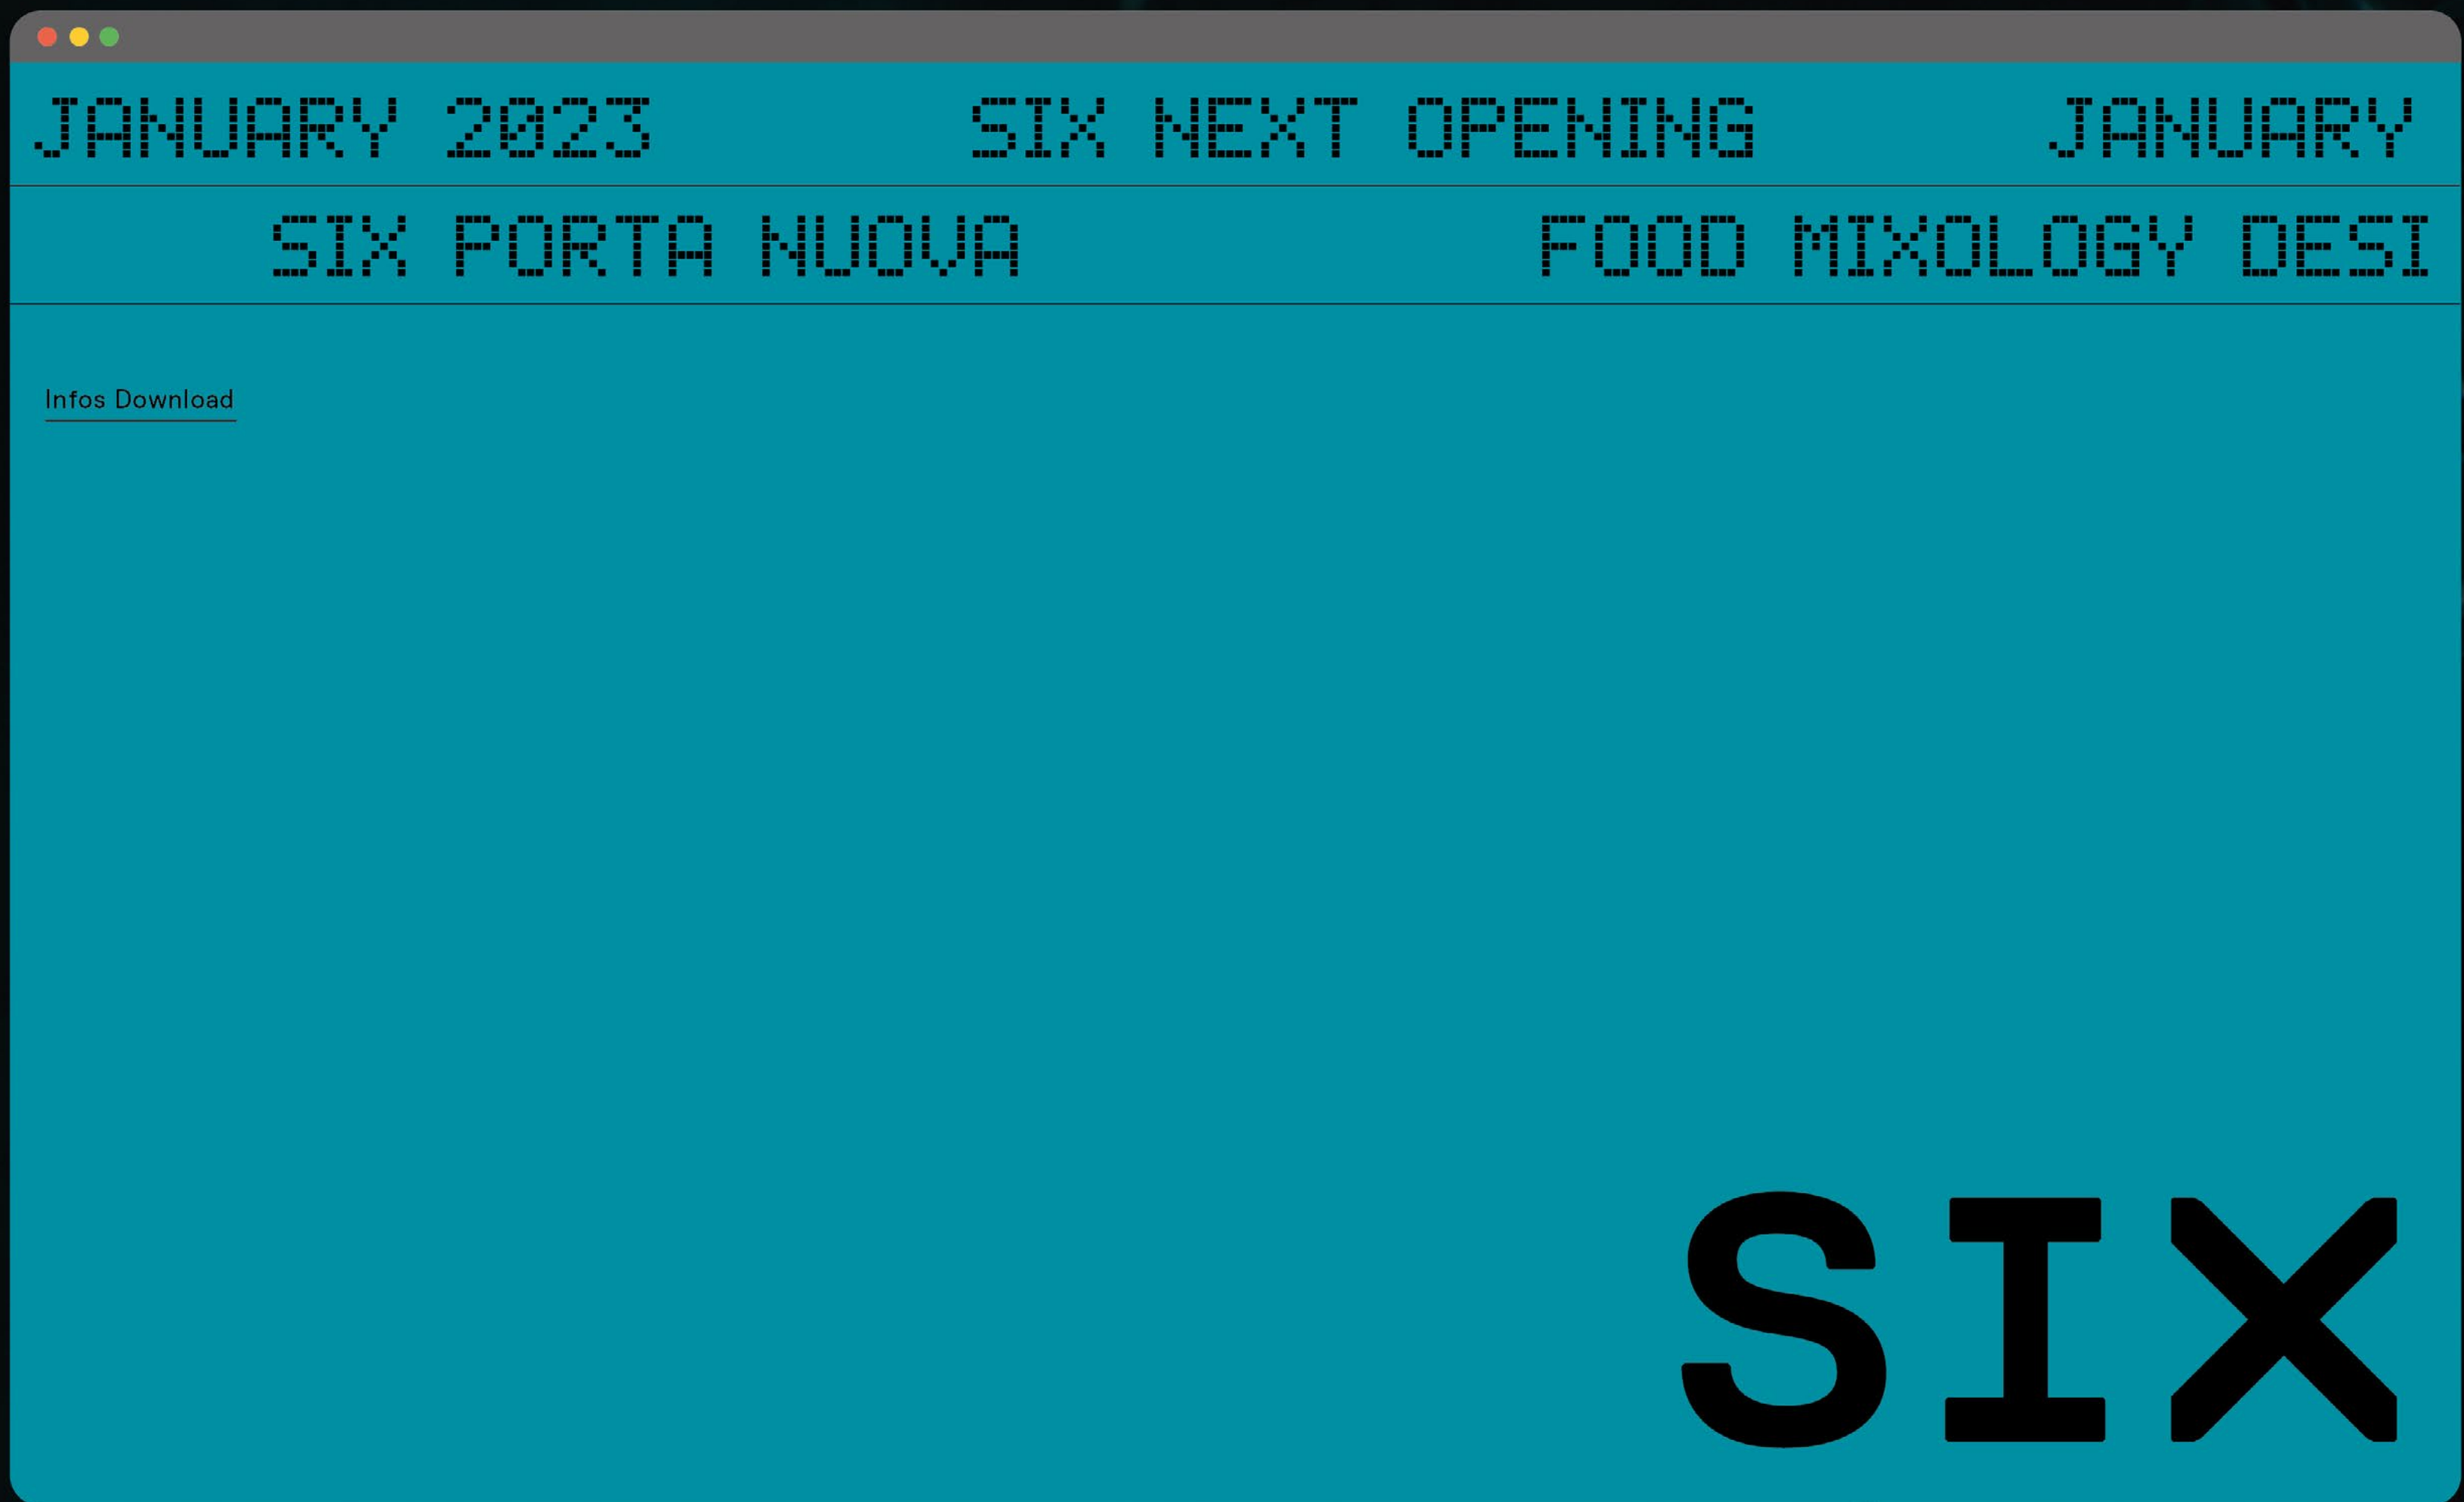 JANUARY 2023 SIX NEXT OPENING JANUARY
SIX PORTA NUOVA FOOD MIXOLOGY DESI
Infos Download
SIX